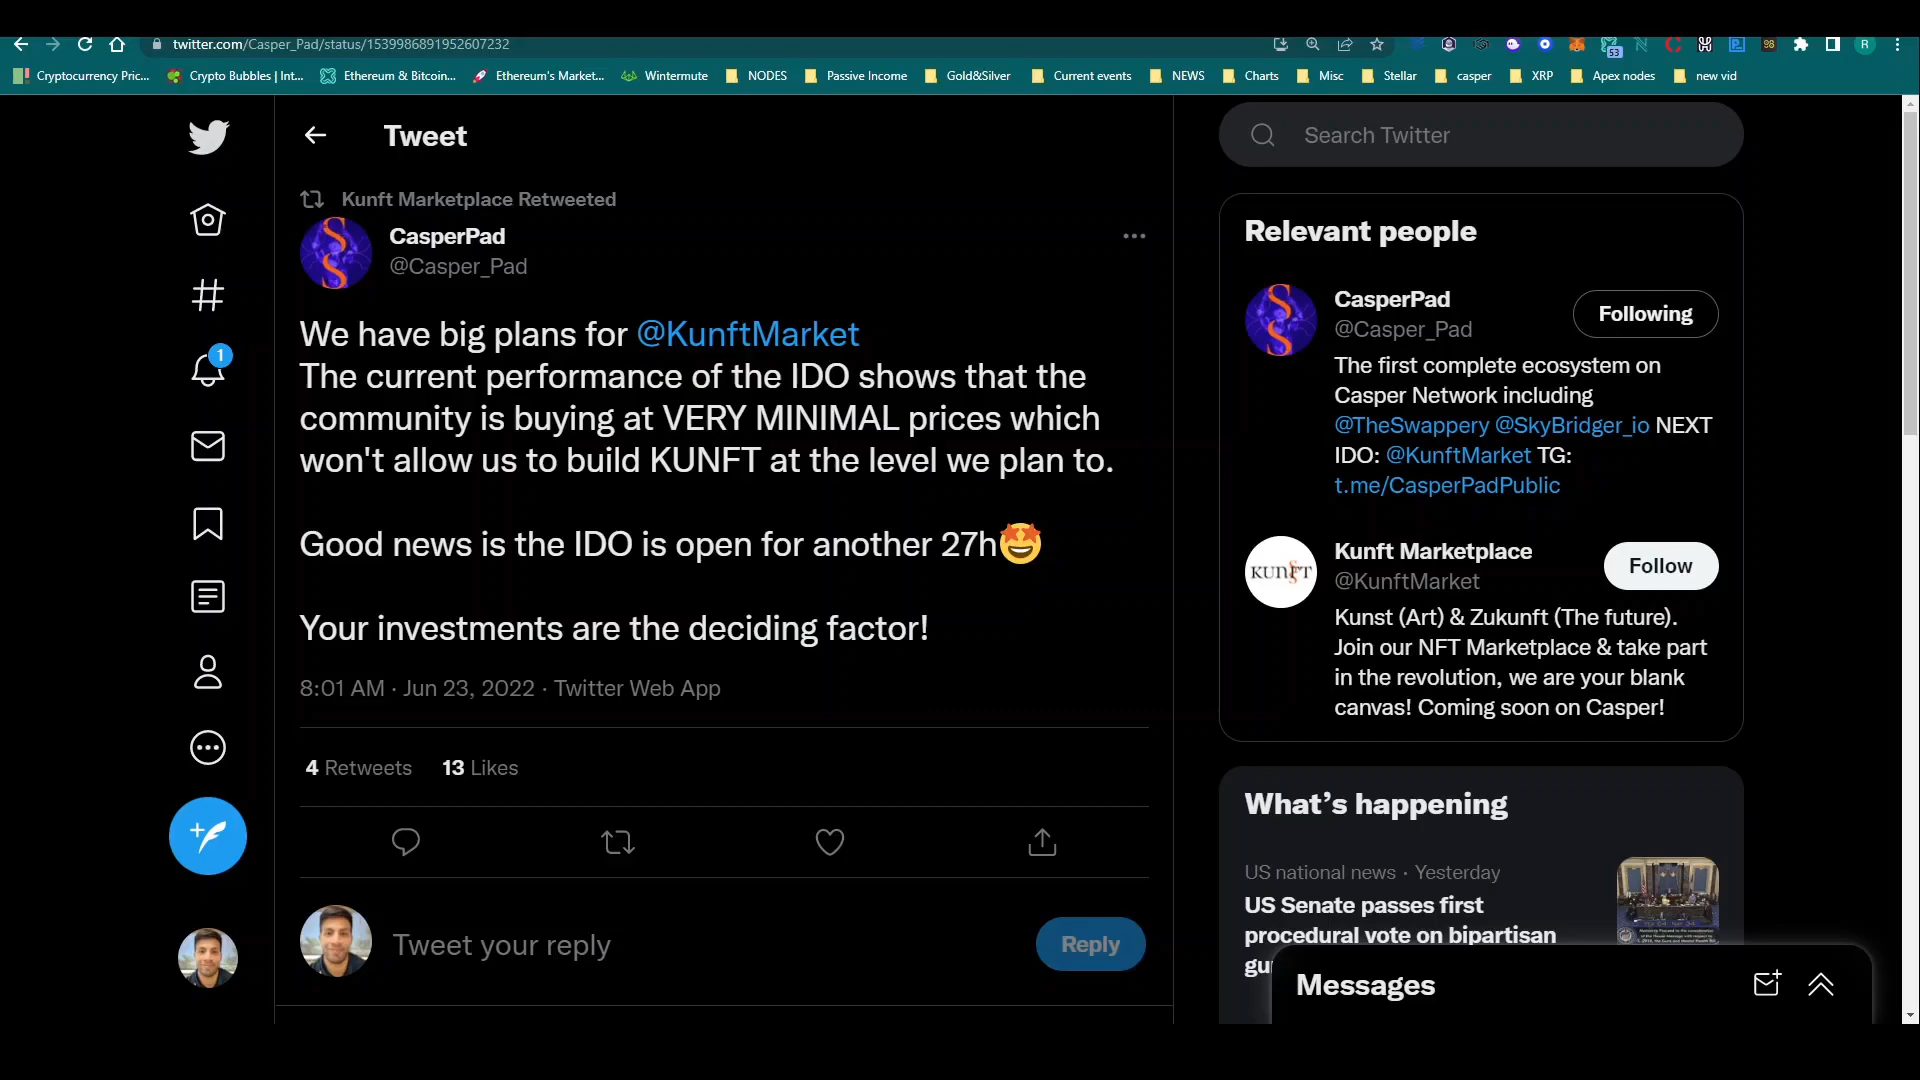 twitter.com/Casper_Pad/status/1539986891952607232
53
98
R
Cryptocurrency Pric...
Crypto Bubbles | Int...
Ethereum & Bitcoin...
Ethereum's Market...
Wintermute
NODES
Passive Income
Gold&Silver
Current events
NEWS
Charts
Misc
Stellar
casper
XRP
Apex nodes
new vid
Tweet
Kunft Marketplace Retweeted
CasperPad
@Casper_Pad
We have big plans for @KunftMarket
The current performance of the IDO shows that the
community is buying at VERY MINIMAL prices which
won't allow us to build KUNFT at the level we plan to.
Good news is the IDO is open for another 27h🤩
Your investments are the deciding factor!
8:01 AM · Jun 23, 2022 · Twitter Web App
4 Retweets 13 Likes
Tweet your reply
Reply
1
Search Twitter
Relevant people
CasperPad
@Casper_Pad
Following
The first complete ecosystem on
Casper Network including
@TheSwappery @SkyBridger_io NEXT
IDO: @KunftMarket TG:
t.me/CasperPadPublic
KUNFT
Kunft Marketplace
@KunftMarket
Follow
Kunst (Art) & Zukunft (The future).
Join our NFT Marketplace & take part
in the revolution, we are your blank
canvas! Coming soon on Casper!
What's happening
US national news · Yesterday
US Senate passes first
procedural vote on bipartisan
Messages